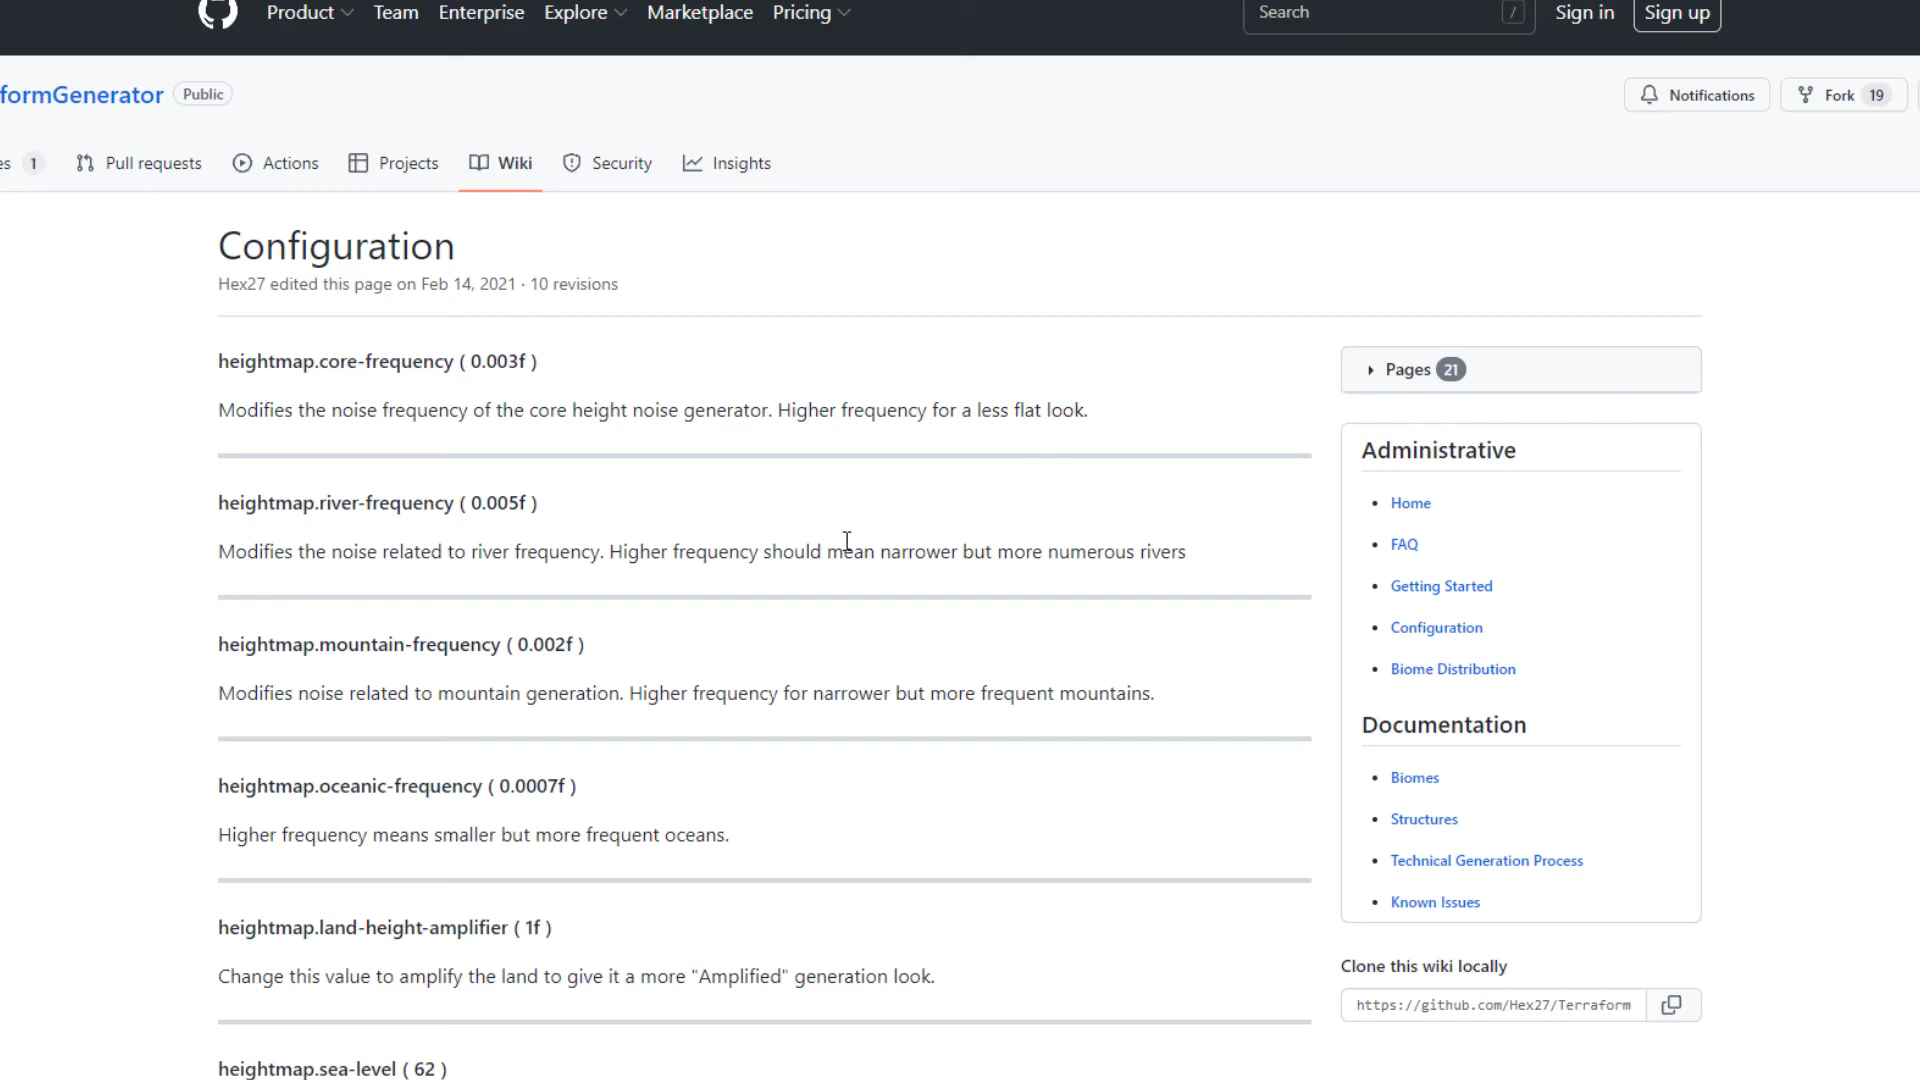 Product Team Enterprise Explore Marketplace Pricing Search / Sign in Sign up
formGenerator Public Notifications Fork 19
es 1 Pull requests Actions Projects Wiki Security Insights
Configuration
Hex27 edited this page on Feb 14, 2021 · 10 revisions
heightmap.core-frequency ( 0.003f )
Modifies the noise frequency of the core height noise generator. Higher frequency for a less flat look.
heightmap.river-frequency ( 0.005f )
Modifies the noise related to river frequency. Higher frequency should mean narrower but more numerous rivers
heightmap.mountain-frequency ( 0.002f )
Modifies noise related to mountain generation. Higher frequency for narrower but more frequent mountains.
heightmap.oceanic-frequency ( 0.0007f )
Higher frequency means smaller but more frequent oceans.
heightmap.land-height-amplifier ( 1f )
Change this value to amplify the land to give it a more "Amplified" generation look.
heightmap.sea-level ( 62 )
Pages 21
Administrative
• Home
• FAQ
• Getting Started
• Configuration
• Biome Distribution
Documentation
• Biomes
• Structures
• Technical Generation Process
• Known Issues
Clone this wiki locally
https://github.com/Hex27/Terraform